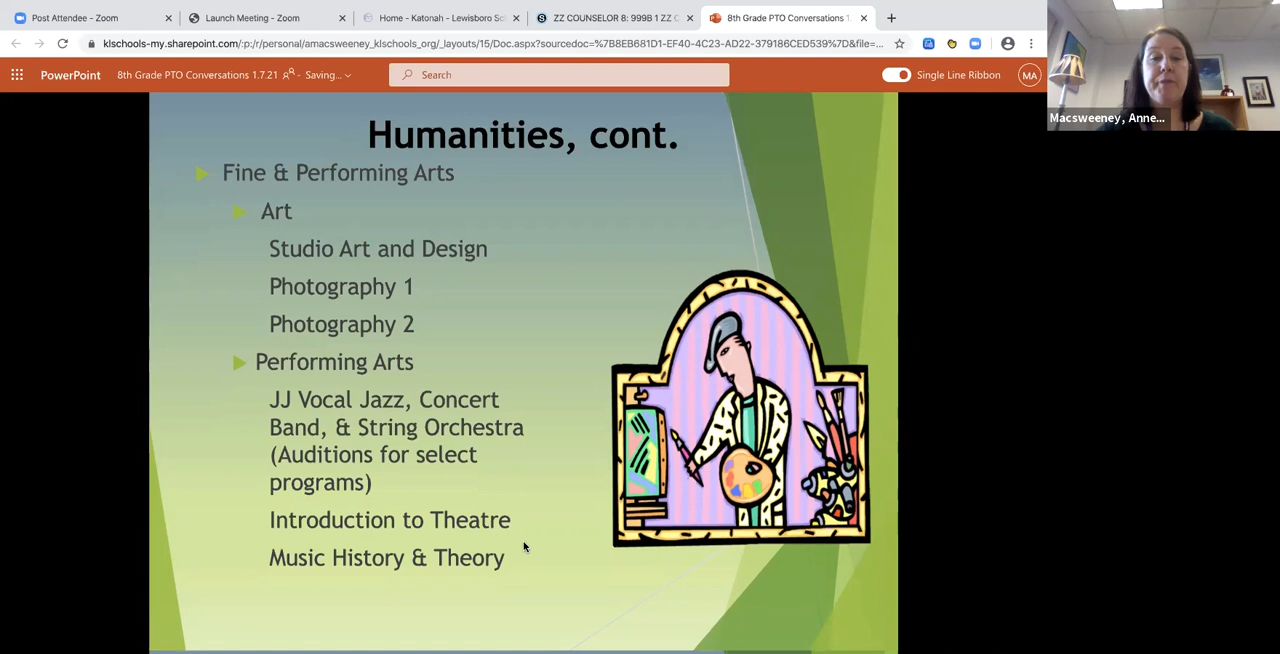 Post Attendee - Zoom
Launch Meeting - Zoom
Home - Katonah - Lewisboro Sc
ZZ COUNSELOR 8: 999B 1 ZZ C
8th Grade PTO Conversations 1.
klschools-my.sharepoint.com/:p:/r/personal/amacsweeney_klschools_org/_layouts/15/Doc.aspx?sourcedoc=%7B8EB681D1-EF40-4C23-AD22-379186CED539%7D&file=...
PowerPoint
8th Grade PTO Conversations 1.7.21 - Saving...
Search
Single Line Ribbon
MA
Macsweeney, Anne...
Humanities, cont.
Fine & Performing Arts
Art
Studio Art and Design
Photography 1
Photography 2
Performing Arts
JJ Vocal Jazz, Concert
Band, & String Orchestra
(Auditions for select
programs)
Introduction to Theatre
Music History & Theory